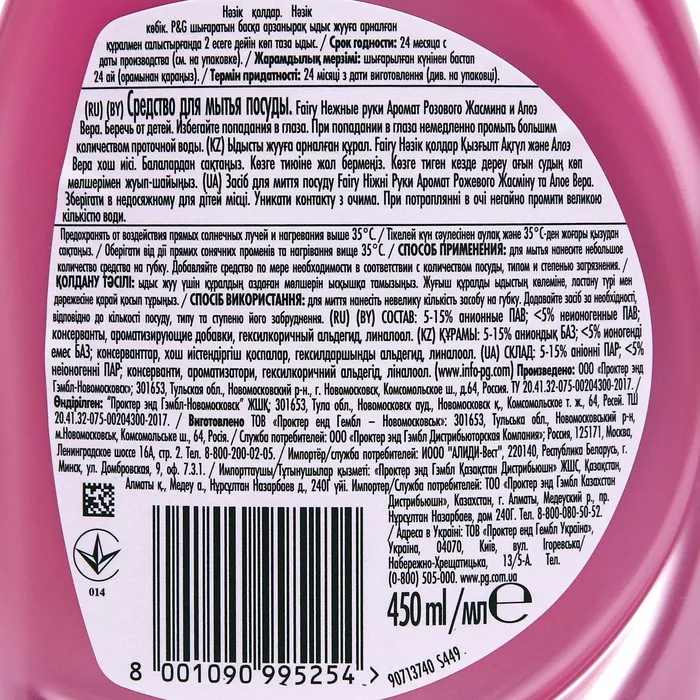 Нәзік қолдар. Нәзік
көбік. P&G шығаратын басқа арзанырақ ыдыс жууға арналған
құралмен салыстырғанда 2 есеге дейін көп таза ыдыс. / Срок годности: 24 месяца с
даты производства (см. на упаковке). / Жарамдылық мерзімі: шығарылған күнінен бастап
24 ай (орамынан қараңыз). / Термін придатності: 24 місяці з дати виготовлення (див. на упаковці).
(RU) (BY) Средство для мытья посуды. Fairy Нежные руки Аромат Розового Жасмина и Алоэ
Вера. Беречь от детей. Избегайте попадания в глаза. При попадании в глаза немедленно промыть большим
количеством проточной воды. (KZ) Ыдысты жууға арналған құрал. Fairy Нәзік қолдар Қызғылт Ақгүл және Алоэ
Вера хош иісі. Балалардан сақтаңыз. Көзге тиюіне жол бермеңіз. Көзге тиген кезде дереу ағын судың көп
мөлшерімен жуып-шайыңыз. (UA) Засіб для миття посуду Fairy Ніжні Руки Аромат Рожевого Жасміну та Алое Вера.
Зберігати в недосяжному для дітей місці. Уникати контакту з очима. При потраплянні в очі негайно промити великою
кількістю води.
Предохранять от воздействия прямых солнечных лучей и нагревания выше 35°C. / Тікелей күн сәулесінен аулақ және 35°C-ден жоғары қызудан
сақтаңыз. / Оберігати від дії прямих сонячних променів та нагрівання вище 35°C. / СПОСОБ ПРИМЕНЕНИЯ: для мытья нанесите небольшое
количество средства на губку. Добавляйте средство по мере необходимости в соответствии с количеством посуды, типом и степенью загрязнения. /
ҚОЛДАНУ ТӘСІЛІ: ыдыс жуу үшін құралдың аздаған мөлшерін ысқышқа тамызыңыз. Жуғыш құралды ыдыстың көлеміне, ластану түрі мен
дәрежесіне қарай қосып тұрыңыз. / СПОСІБ ВИКОРИСТАННЯ: для миття нанесіть невелику кількість засобу на губку. Додавайте засіб за необхідності,
відповідно до кількості посуду, типу та ступеню його забруднення. (RU) (BY) СОСТАВ: 5-15% анионные ПАВ; <5% неионогенные ПАВ;
консерванты, ароматизирующие добавки, гексилкоричный альдегид, линалоол. (KZ) ҚҰРАМЫ: 5-15% аниондық БАЗ; <5% ионогенді
емес БАЗ; консерванттар, хош иістендіргіш қоспалар, гексилдаршынды альдегид, линалоол. (UA) СКЛАД: 5-15% аніонні ПАР; <5%
неіоногенні ПАР; консерванти, ароматизатори, гексилкоричний альдегід, ліналоол. (www.info-pg.com) Произведено: ООО «Проктер энд
Гэмбл-Новомосковск»; 301653, Тульская обл., Новомосковский р-н., г. Новомосковск, Комсомольское ш., д.64, Россия. ТУ 20.41.32-075-00204300-2017. /
Өндірілген: "Проктер энд Гэмбл-Новомосковск" ЖШҚ; 301653, Тула обл., Новомосковск ауд., Новомосковск қ., Комсомольское т. ж., 64, Ресей. ТШ
20.41.32-075-00204300-2017. / Виготовлено ТОВ «Проктер енд Гембл – Новомосковськ»: 301653, Тульська обл., Новомосковський р-н,
м.Новомосковськ, Комсомольське ш., 64, Росія. / Служба потребителей: ООО «Проктер энд Гэмбл Дистрибьюторская Компания»; Россия, 125171, Москва,
Ленинградское шоссе 16А, стр. 2. Тел. 8-800-200-02-05. / Импортер/служба потребителей: ИООО "АЛИДИ-Вест", 220140, Республика Беларусь, г.
Минск, ул. Домбровская, 9, оф. 7.3.1. / Импорттаушы/Тұтынушылар қызметі: «Проктер энд Гэмбл Қазақстан Дистрибьюшн» ЖШС, Қазақстан,
Алматы қ., Медеу а., Нұрсұлтан Назарбаев д., 240Г үйі. Импортер/Служба потребителей: ТОО «Проктер энд Гэмбл Казахстан
Дистрибьюшн», Казахстан, г. Алматы, Медеуский р., пр.
Нурсултан Назарбаев, дом 240Г. Тел. 8-800-080-50-52.
/ Адреса в Україні: ТОВ «Проктер енд Гембл Україна»,
Україна, 04070, Київ, вул. Ігоревська/
Набережно-Хрещатицька, 13/5-А. Тел.
(0-800) 505-000. www.pg.com.ua
014
450 ml/мл e
8 001090 995254 >
90713740 S449